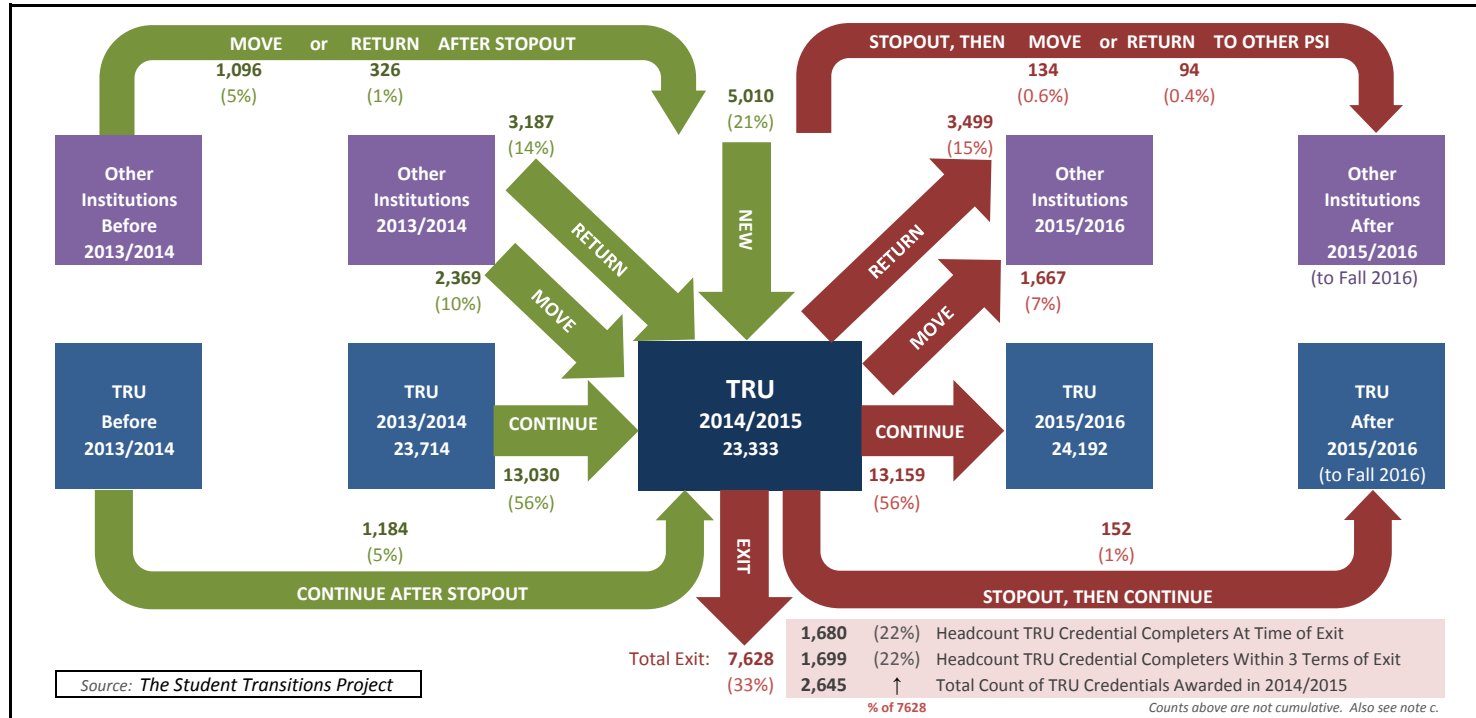 MOVE or RETURN AFTER STOPOUT
1,096 326
(5%) (1%)
STOPOUT, THEN MOVE or RETURN TO OTHER PSI
134 94
(0.6%) (0.4%)
5,010
(21%)
3,187
(14%)
3,499
(15%)
Other
Institutions
Before
2013/2014
Other
Institutions
2013/2014
NEW
Other
Institutions
2015/2016
Other
Institutions
After
2015/2016
(to Fall 2016)
RETURN
RETURN
2,369
(10%)
MOVE
MOVE
1,667
(7%)
TRU
Before
2013/2014
TRU
2013/2014
23,714
CONTINUE
13,030
(56%)
TRU
2014/2015
23,333
CONTINUE
13,159
(56%)
TRU
2015/2016
24,192
TRU
After
2015/2016
(to Fall 2016)
1,184
(5%)
CONTINUE AFTER STOPOUT
EXIT
152
(1%)
STOPOUT, THEN CONTINUE
Total Exit: 7,628
(33%)
1,680 (22%) Headcount TRU Credential Completers At Time of Exit
1,699 (22%) Headcount TRU Credential Completers Within 3 Terms of Exit
2,645 ↑ Total Count of TRU Credentials Awarded in 2014/2015
% of 7628
Counts above are not cumulative. Also see note c.
Source: The Student Transitions Project